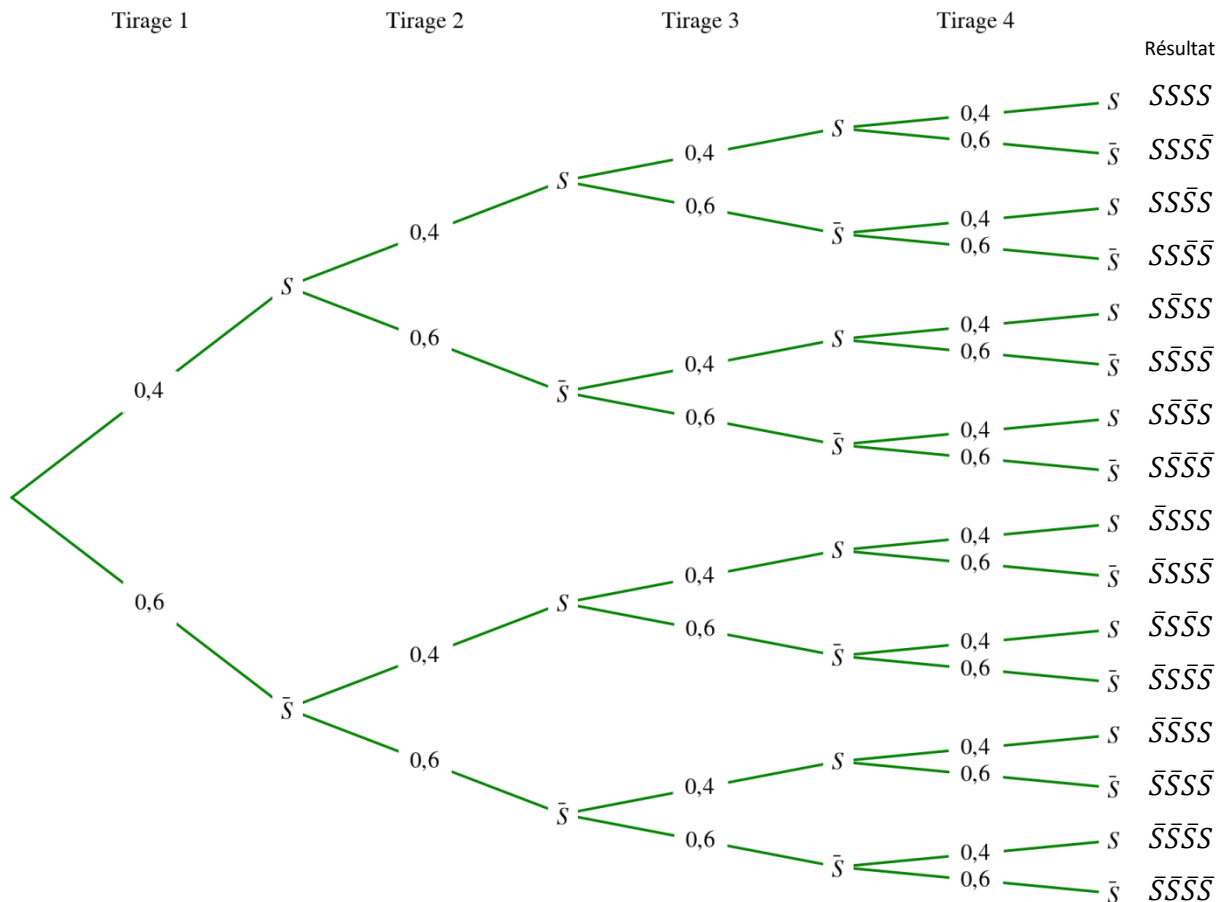 Tirage 1 Tirage 2 Tirage 3 Tirage 4
Résultat
S SSSS
0,4
S
0,6
0,4 S̄ SSSS̄
S
0,6 S SSS̄S
0,4
0,4 S̄
0,6
S̄ SSS̄S̄
S
S SS̄SS
0,4
0,6 S
0,6
0,4 S̄ SS̄SS̄
0,4 S̄
0,6 S SS̄S̄S
0,4
S̄
0,6
S̄ SS̄S̄S̄
S S̄SSS
0,4
S
0,6
0,4 S̄ S̄SSS̄
0,6 S
0,6 S S̄SS̄S
0,4
0,4 S̄
0,6
S̄ S̄SS̄S̄
S̄
S S̄S̄SS
0,4
0,6 S
0,6
0,4 S̄ S̄S̄SS̄
S̄
0,6 S S̄S̄S̄S
0,4
S̄
0,6
S̄ S̄S̄S̄S̄